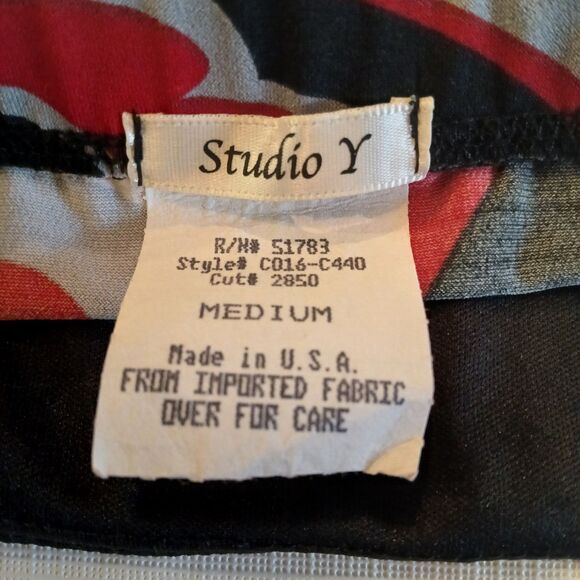 Studio Y
R/N# 51783
Style# C016-C440
Cut# 2850
MEDIUM
Made in U.S.A.
FROM IMPORTED FABRIC
OVER FOR CARE